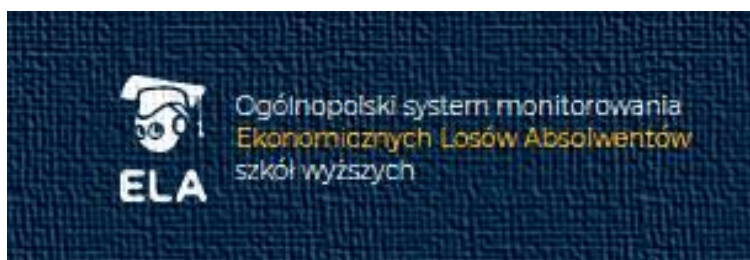 Ogólnopolski system monitorowania
Ekonomicznych Losów Absolwentów
szkół wyższych
ELA